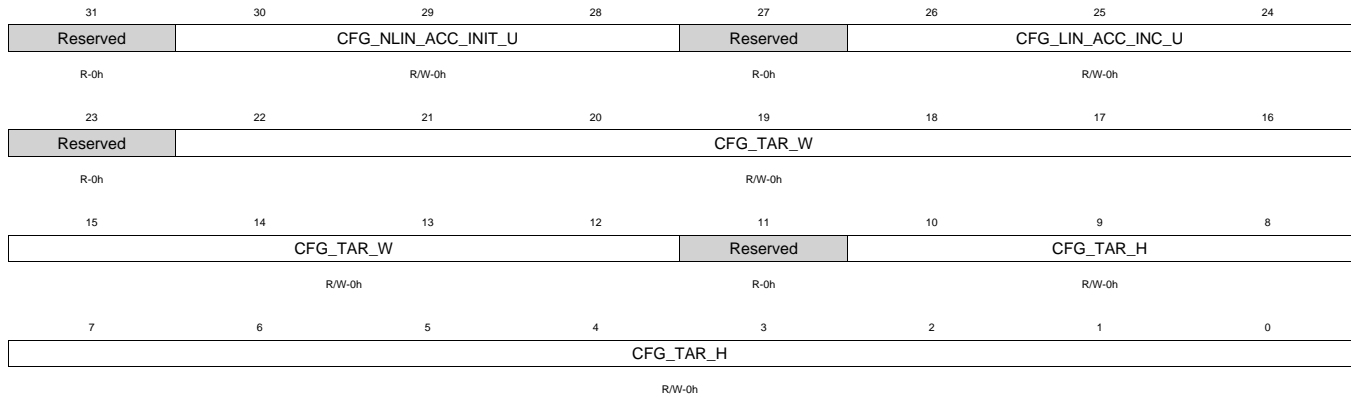 31 30 29 28 27 26 25 24
Reserved CFG_NLIN_ACC_INIT_U Reserved CFG_LIN_ACC_INC_U
R-0h R/W-0h R-0h R/W-0h
23 22 21 20 19 18 17 16
Reserved CFG_TAR_W
R-0h R/W-0h
15 14 13 12 11 10 9 8
CFG_TAR_W Reserved CFG_TAR_H
R/W-0h R-0h R/W-0h
7 6 5 4 3 2 1 0
CFG_TAR_H
R/W-0h